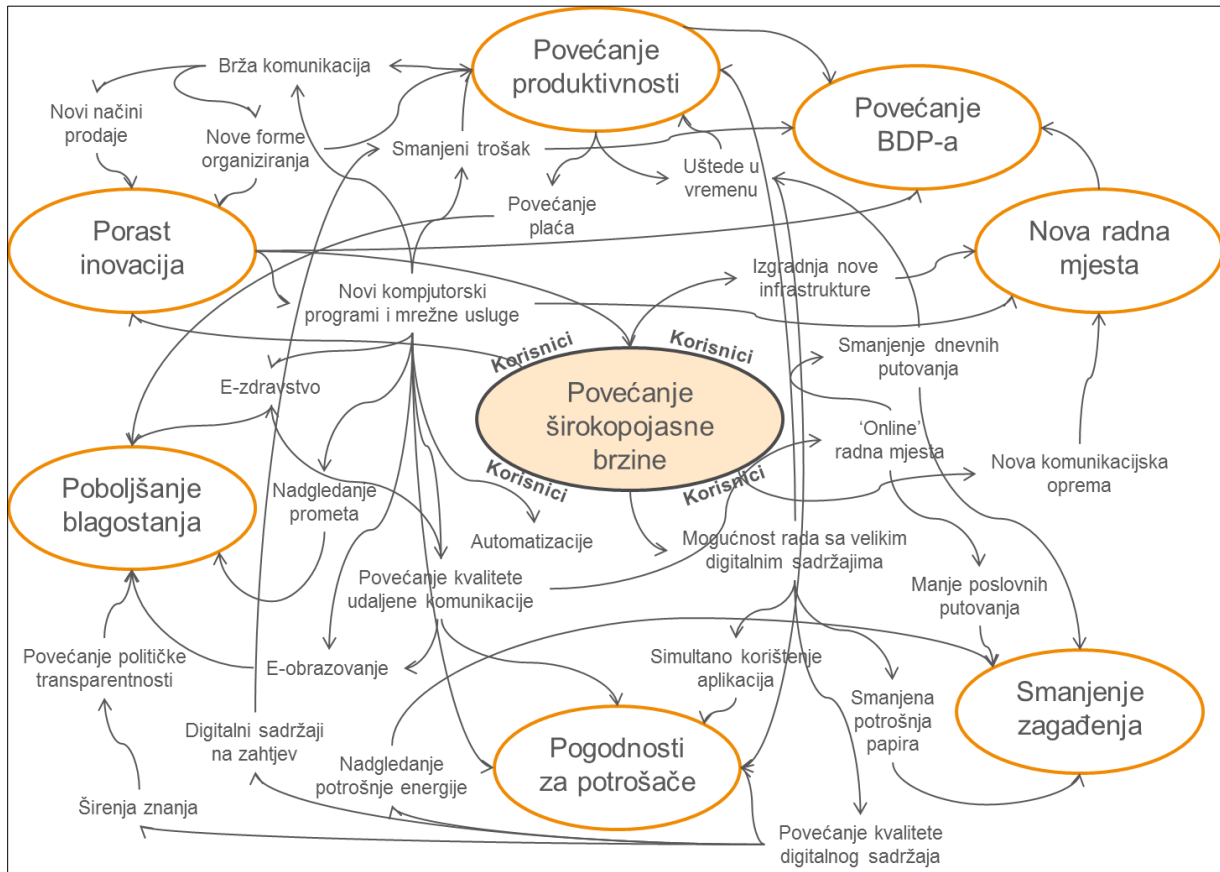 Povećanje
produktivnosti
Brža komunikacija
Povećanje
BDP-a
Novi načini
prodaje
Nove forme
organiziranja
Smanjeni trošak
Uštede u
vremenu
Povećanje
plaća
Porast
inovacija
Nova radna
mjesta
Izgradnja nove
infrastrukture
Novi kompjutorski
programi i mrežne usluge
Korisnici
Korisnici
Smanjenje dnevnih
putovanja
E-zdravstvo
Povećanje
širokopojasne
brzine
‘Online’
radna mjesta
Nova komunikacijska
oprema
Poboljšanje
blagostanja
Nadgledanje
prometa
Korisnici
Korisnici
Automatizacije
Mogućnost rada sa velikim
digitalnim sadržajima
Povećanje kvalitete
udaljene komunikacije
Manje poslovnih
putovanja
Povećanje političke
transparentnosti
E-obrazovanje
Simultano korištenje
aplikacija
Smanjena
potrošnja
papira
Smanjenje
zagađenja
Digitalni sadržaji
na zahtjev
Nadgledanje
potrošnje energije
Pogodnosti
za potrošače
Širenja znanja
Povećanje kvalitete
digitalnog sadržaja